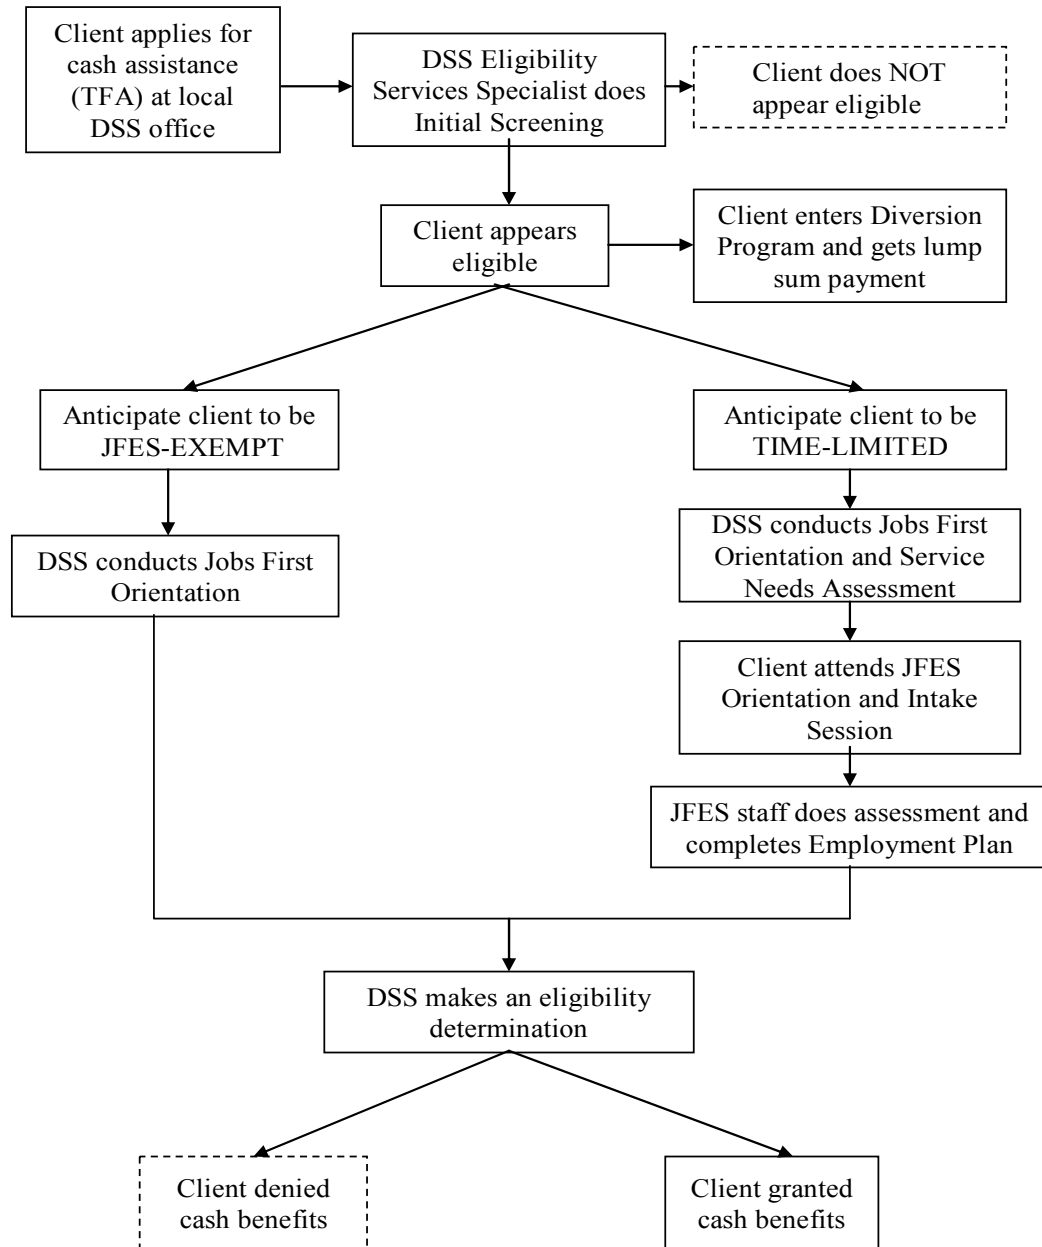 Client applies for
cash assistance
(TFA) at local
DSS office
DSS Eligibility
Services Specialist does
Initial Screening
Client does NOT
appear eligible
Client appears
eligible
Client enters Diversion
Program and gets lump
sum payment
Anticipate client to be
JFES-EXEMPT
Anticipate client to be
TIME-LIMITED
DSS conducts Jobs First
Orientation
DSS conducts Jobs First
Orientation and Service
Needs Assessment
Client attends JFES
Orientation and Intake
Session
JFES staff does assessment and
completes Employment Plan
DSS makes an eligibility
determination
Client denied
cash benefits
Client granted
cash benefits